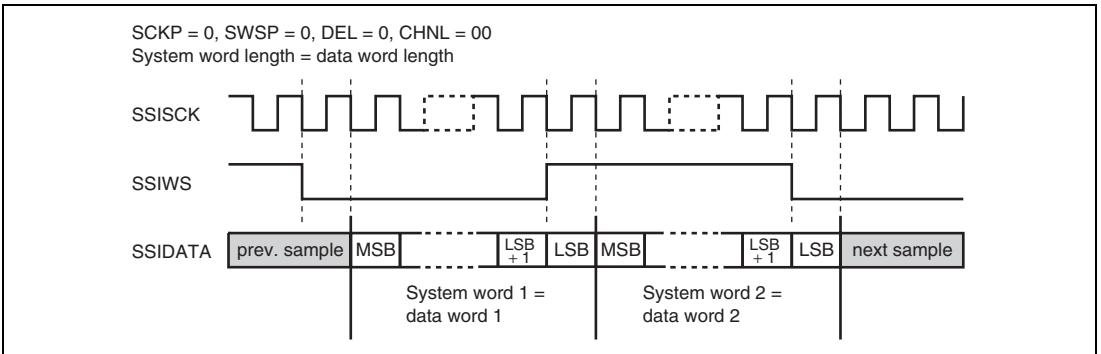 SCKP = 0, SWSP = 0, DEL = 0, CHNL = 00
System word length = data word length
SSISCK
SSIWS
SSIDATA prev. sample MSB LSB + 1 LSB MSB LSB + 1 LSB next sample
System word 1 = System word 2 =
data word 1 data word 2